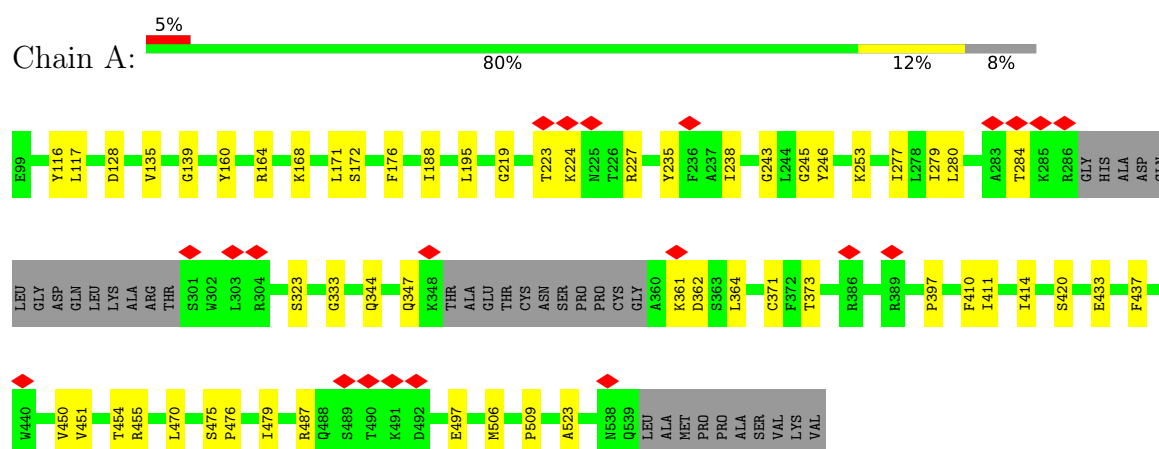 5%
Chain A:
80% 12% 8%
E99 Y116 L117 D128 V135 G139 Y160 R164 K168 L171 S172 F176 I188 L195 G219 T223 K224 N225 T226 R227 Y235 F236 A237 I238 G243 L244 G245 Y246 K253 I277 L278 I279 L280 A283 T284 K285 R286 GLY HIS ALA ASP GLN
LEU GLY ASP GLN LEU LYS ALA ARG THR S301 W302 L303 R304 S323 G333 Q344 Q347 K348 THR ALA GLU THR CYS ASN SER PRO PRO CYS GLY A360 K361 D362 S363 L364 C371 F372 T373 R386 R389 P397 F410 I411 I414 S420 E433 F437
W440 V450 V451 T454 R455 L470 S475 P476 I479 R487 Q488 S489 T490 K491 D492 E497 M506 P509 A523 N538 Q539 LEU ALA MET PRO PRO ALA SER VAL LYS VAL